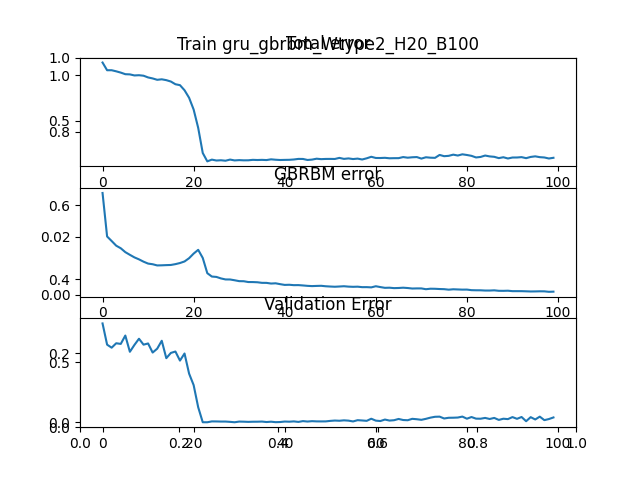 Train gru_gbrbm_Wtype2_H20_B100
Total error
1.0
1.0
0.5
0.8
0 20 40 60 80 100
GBRBM error
0.6
0.02
0.4
0.00
0 20 40 60 80 100
Validation Error
0.2
0.5
0.0
0.0
0.0 0 0.2 20 0.4 40 0.6 60 0.8 80 100 1.0